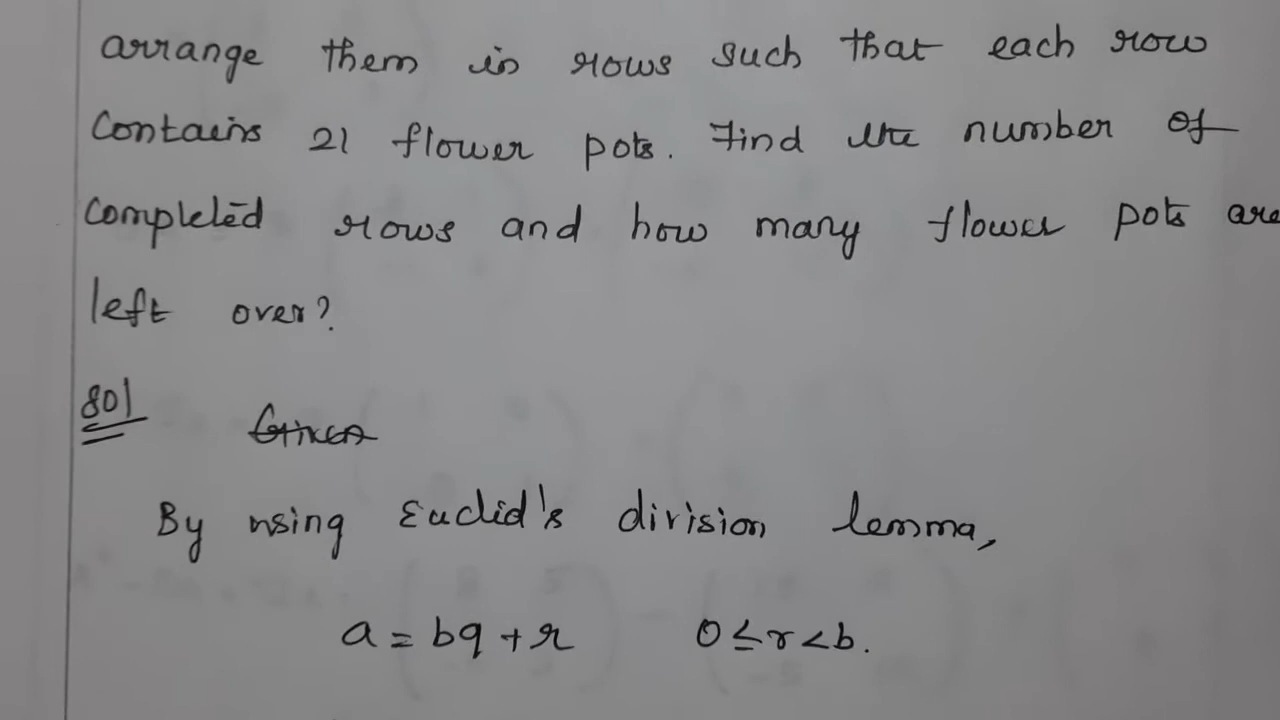 arrange them in rows such that each row
contains 21 flower pots. Find the number of
completed rows and how many flower pots are
left over?
Sol
Given
By using Euclid's division lemma,
a = bq + r 0 ≤ r < b.